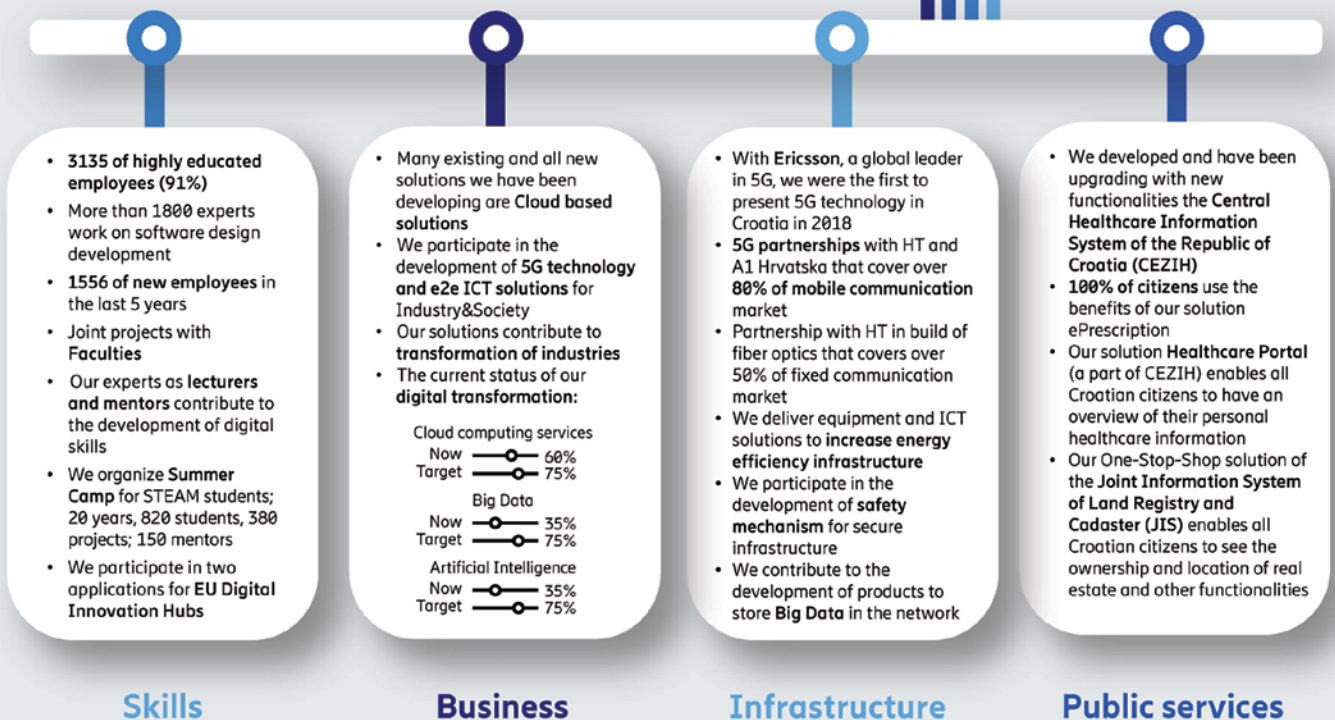 • 3135 of highly educated
employees (91%)
• More than 1800 experts
work on software design
development
• 1556 of new employees in
the last 5 years
• Joint projects with
Faculties
• Our experts as lecturers
and mentors contribute to
the development of digital
skills
• We organize Summer
Camp for STEAM students;
20 years, 820 students, 380
projects; 150 mentors
• We participate in two
applications for EU Digital
Innovation Hubs
Skills
• Many existing and all new
solutions we have been
developing are Cloud based
solutions
• We participate in the
development of 5G technology
and e2e ICT solutions for
Industry&Society
• Our solutions contribute to
transformation of industries
• The current status of our
digital transformation:
Cloud computing services
Now 60%
Target 75%
Big Data
Now 35%
Target 75%
Artificial Intelligence
Now 35%
Target 75%
Business
• With Ericsson, a global leader
in 5G, we were the first to
present 5G technology in
Croatia in 2018
• 5G partnerships with HT and
A1 Hrvatska that cover over
80% of mobile communication
market
• Partnership with HT in build of
fiber optics that covers over
50% of fixed communication
market
• We deliver equipment and ICT
solutions to increase energy
efficiency infrastructure
• We participate in the
development of safety
mechanism for secure
infrastructure
• We contribute to the
development of products to
store Big Data in the network
Infrastructure
• We developed and have been
upgrading with new
functionalities the Central
Healthcare Information
System of the Republic of
Croatia (CEZIH)
• 100% of citizens use the
benefits of our solution
ePrescription
• Our solution Healthcare Portal
(a part of CEZIH) enables all
Croatian citizens to have an
overview of their personal
healthcare information
• Our One-Stop-Shop solution of
the Joint Information System
of Land Registry and
Cadaster (JIS) enables all
Croatian citizens to see the
ownership and location of real
estate and other functionalities
Public services